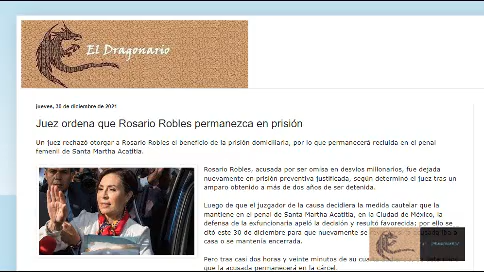 El Dragonario
jueves, 30 de diciembre de 2021
Juez ordena que Rosario Robles permanezca en prisión
Un juez rechazó otorgar a Rosario Robles el beneficio de la prisión domiciliario, por lo que permanecerá recluida en el penal
femenil de Santa Martha Acatitla.
Rosario Robles, acusada por ser omisa en desvíos millonarios, fue dejada
nuevamente en prisión preventiva justificada, según determinó el juez tras un
amparo obtenido a más de dos años de ser detenida.
Luego de que el juzgador de la causa decidiera la medida cautelar que la
mantiene en el penal de Santa Marta Acatitla, en la Ciudad de México, la
defensa de la exfuncionaria apeló la decisión y resultó favorecida; por ello se
ditó este 30 de diciembre para que nuevamente se
casa o se mantenía encerrada.
Pero tras casi dos horas y veinte minutos de su
que la acusada permanecerá en la cárcel.